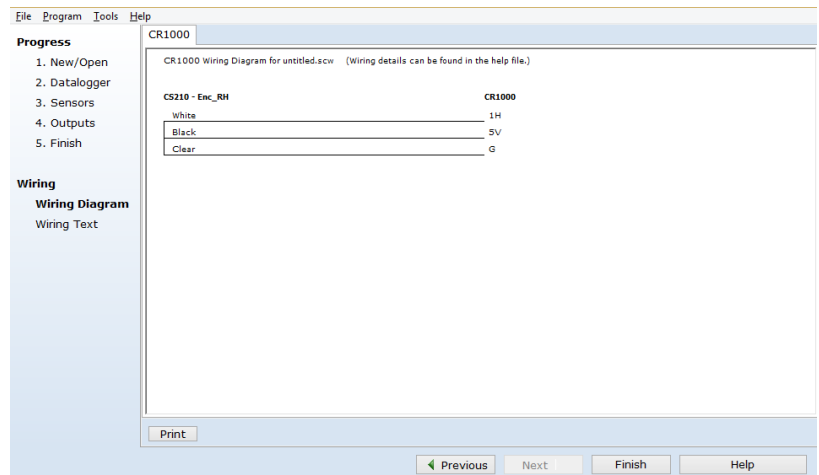 File Program Tools Help
Progress
1. New/Open
2. Datalogger
3. Sensors
4. Outputs
5. Finish
Wiring
Wiring Diagram
Wiring Text
CR1000
CR1000 Wiring Diagram for untitled.scw (Wiring details can be found in the help file.)
CS210 - Enc_RH CR1000
White 1H
Black 5V
Clear G
Print
Previous Next Finish Help